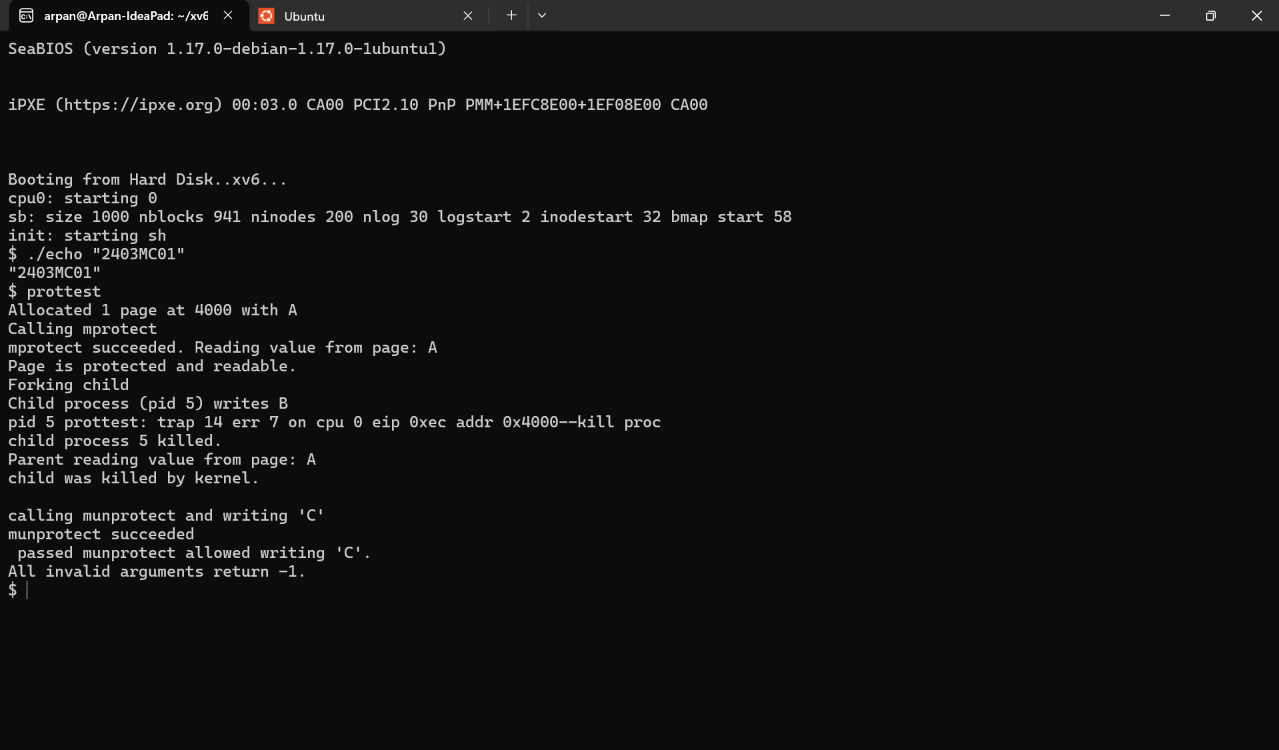 arpan@Arpan-IdeaPad: ~/xv6
Ubuntu
SeaBIOS (version 1.17.0-debian-1.17.0-1ubuntu1)
iPXE (https://ipxe.org) 00:03.0 CA00 PCI2.10 PnP PMM+1EFC8E00+1EF08E00 CA00
Booting from Hard Disk..xv6...
cpu0: starting 0
sb: size 1000 nblocks 941 ninodes 200 nlog 30 logstart 2 inodestart 32 bmap start 58
init: starting sh
$ ./echo "2403MC01"
"2403MC01"
$ prottest
Allocated 1 page at 4000 with A
Calling mprotect
mprotect succeeded. Reading value from page: A
Page is protected and readable.
Forking child
Child process (pid 5) writes B
pid 5 prottest: trap 14 err 7 on cpu 0 eip 0xec addr 0x4000--kill proc
child process 5 killed.
Parent reading value from page: A
child was killed by kernel.
calling munprotect and writing 'C'
munprotect succeeded
 passed munprotect allowed writing 'C'.
All invalid arguments return -1.
$